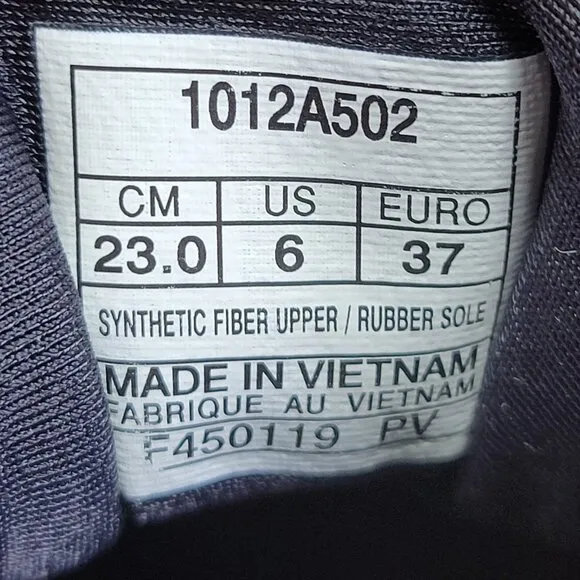 1012A502
CM US EURO
23.0 6 37
SYNTHETIC FIBER UPPER / RUBBER SOLE
MADE IN VIETNAM
FABRIQUE AU VIETNAM
F450119 PV